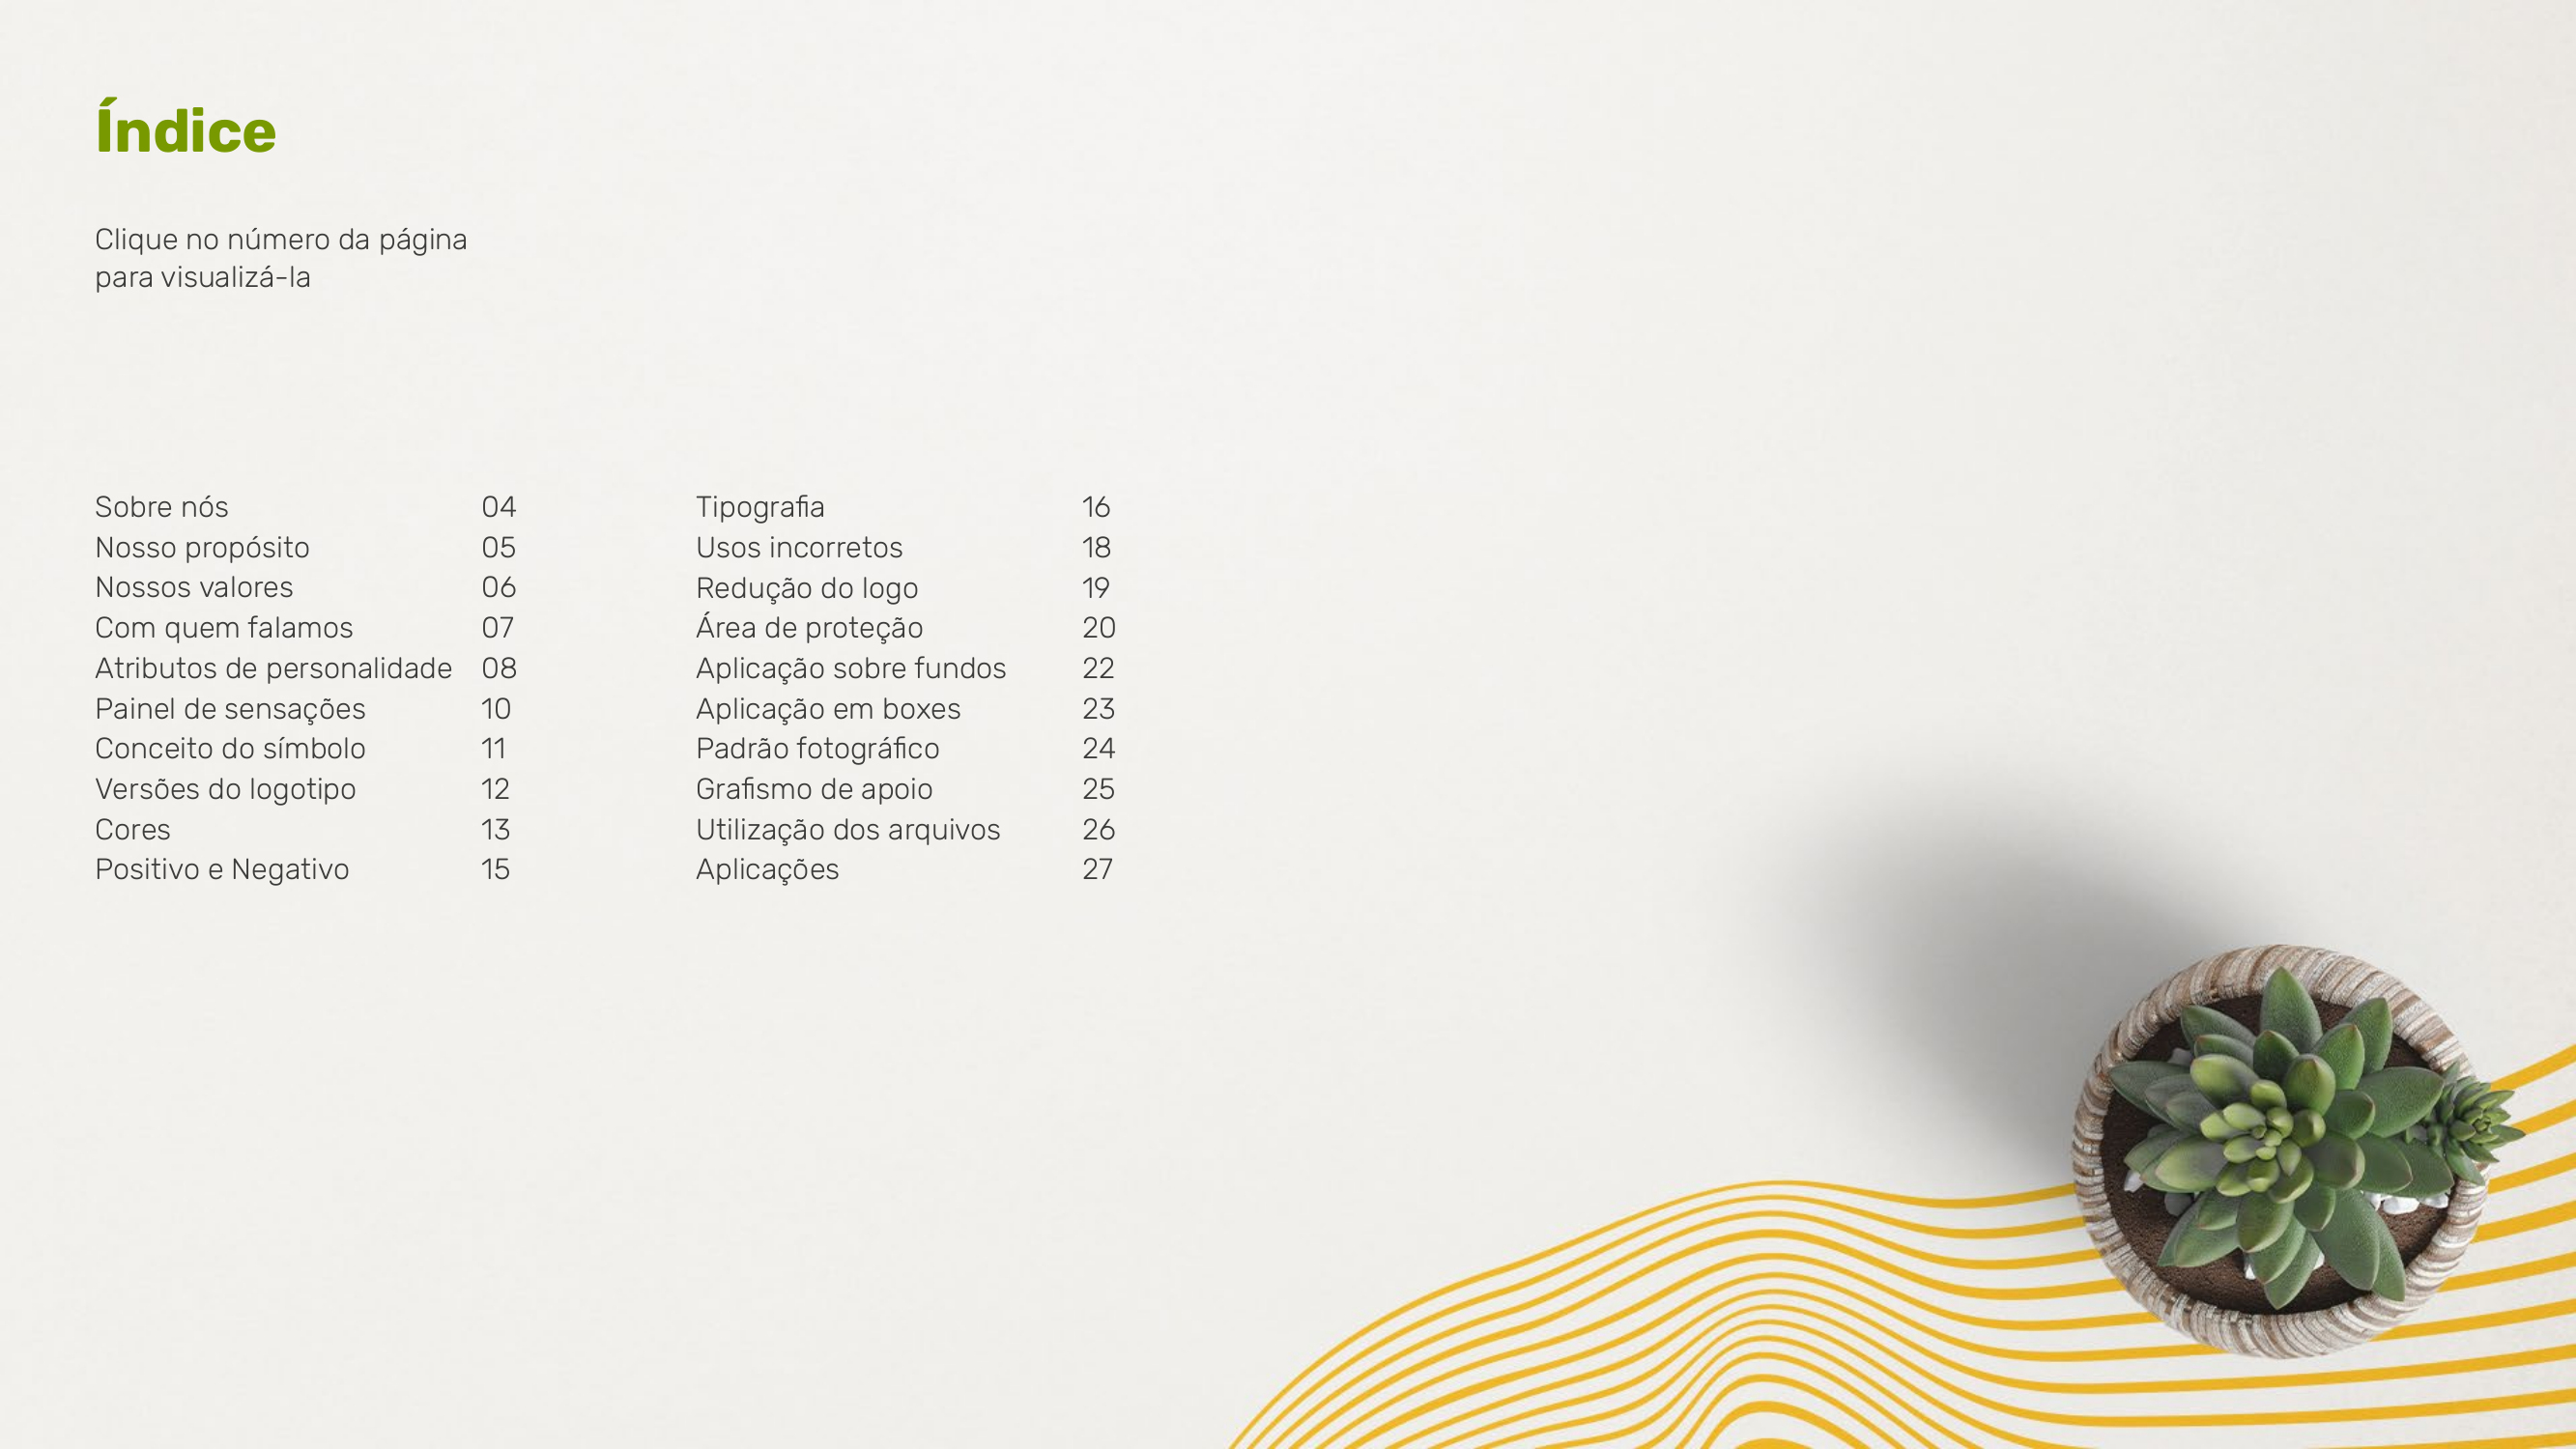 Índice
Clique no número da página
para visualizá-la
Sobre nós 04
Nosso propósito 05
Nossos valores 06
Com quem falamos 07
Atributos de personalidade 08
Painel de sensações 10
Conceito do símbolo 11
Versões do logotipo 12
Cores 13
Positivo e Negativo 15
Tipografia 16
Usos incorretos 18
Redução do logo 19
Área de proteção 20
Aplicação sobre fundos 22
Aplicação em boxes 23
Padrão fotográfico 24
Grafismo de apoio 25
Utilização dos arquivos 26
Aplicações 27